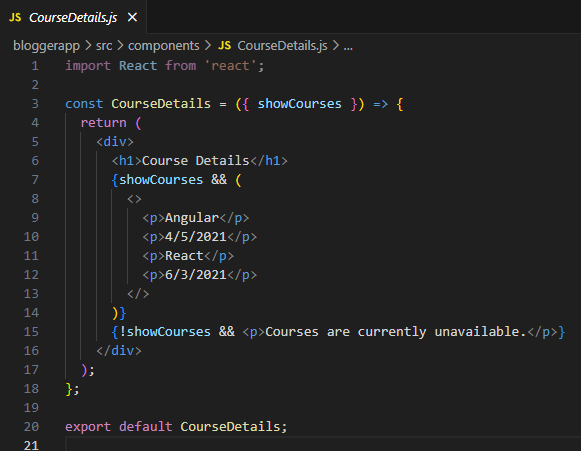 JS CourseDetails.js ×
bloggerapp > src > components > JS CourseDetails.js > ...
1 import React from 'react';
2
3 const CourseDetails = ({ showCourses }) => {
4   return (
5     <div>
6       <h1>Course Details</h1>
7       {showCourses && (
8         <>
9           <p>Angular</p>
10           <p>4/5/2021</p>
11           <p>React</p>
12           <p>6/3/2021</p>
13         </>
14       )}
15       {!showCourses && <p>Courses are currently unavailable.</p>}
16     </div>
17   );
18 };
19
20 export default CourseDetails;
21